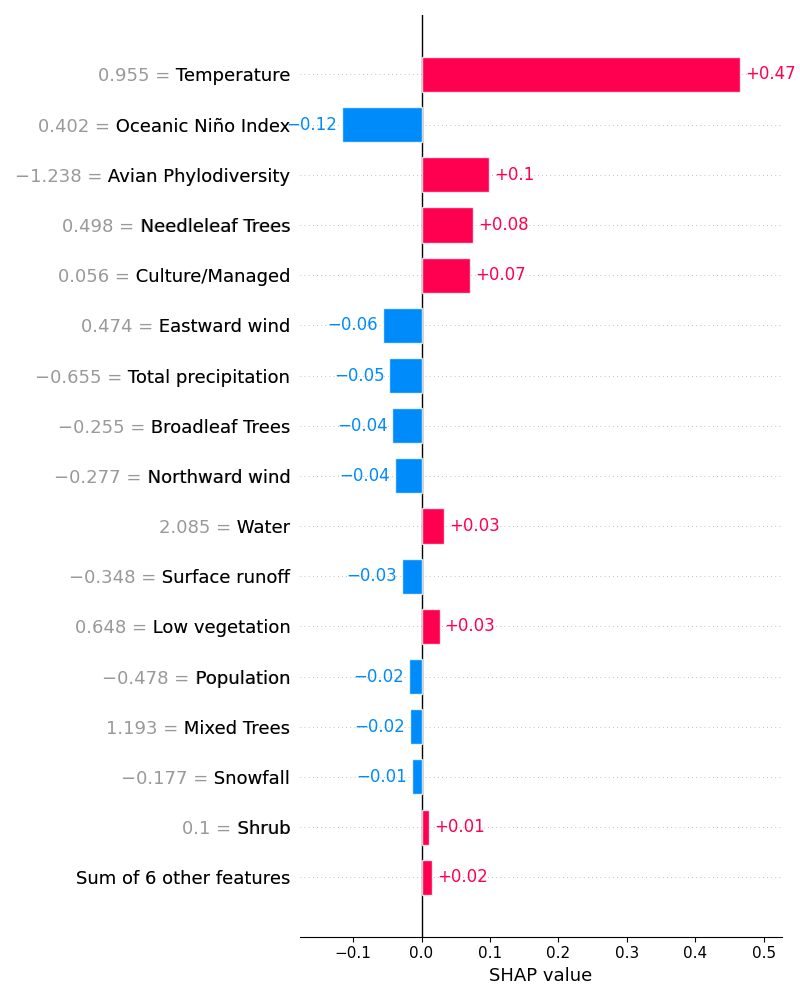 0.955 = Temperature +0.47
0.402 = Oceanic Niño Index −0.12
−1.238 = Avian Phylodiversity +0.1
0.498 = Needleleaf Trees +0.08
0.056 = Culture/Managed +0.07
0.474 = Eastward wind −0.06
−0.655 = Total precipitation −0.05
−0.255 = Broadleaf Trees −0.04
−0.277 = Northward wind −0.04
2.085 = Water +0.03
−0.348 = Surface runoff −0.03
0.648 = Low vegetation +0.03
−0.478 = Population −0.02
1.193 = Mixed Trees −0.02
−0.177 = Snowfall −0.01
0.1 = Shrub +0.01
Sum of 6 other features +0.02
−0.1 0.0 0.1 0.2 0.3 0.4 0.5
SHAP value